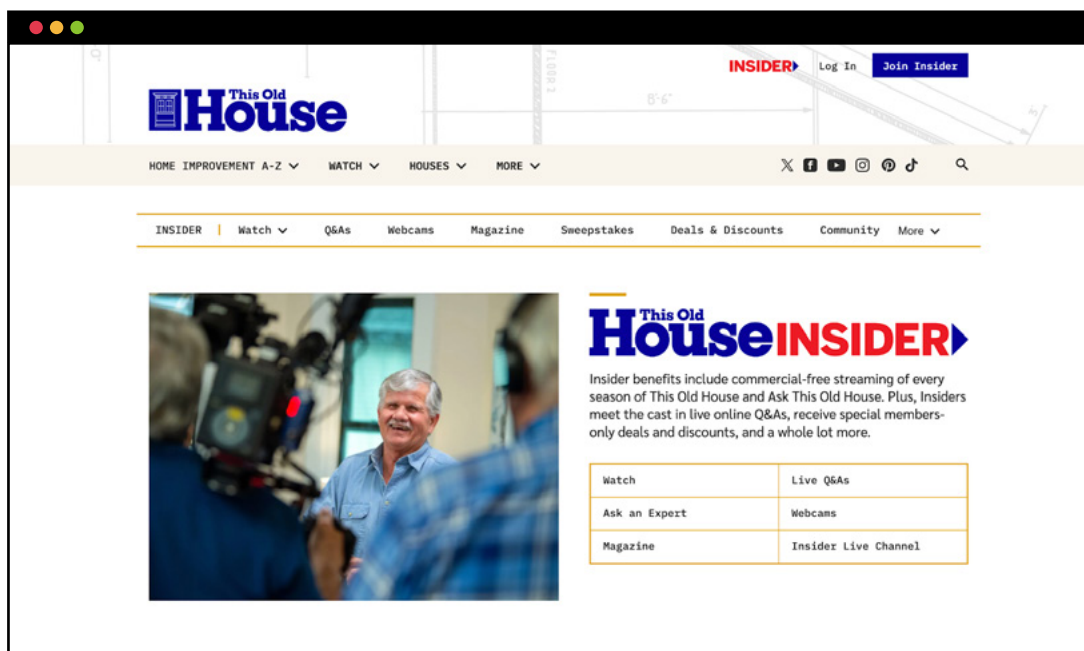 INSIDER Log In Join Insider
This Old
House
FLOOR 2
8'-6"
HOME IMPROVEMENT A-Z WATCH HOUSES MORE
INSIDER | Watch Q&As Webcams Magazine Sweepstakes Deals & Discounts Community More
This Old
House INSIDER
Insider benefits include commercial-free streaming of every
season of This Old House and Ask This Old House. Plus, Insiders
meet the cast in live online Q&As, receive special members-
only deals and discounts, and a whole lot more.
Watch Live Q&As
Ask an Expert Webcams
Magazine Insider Live Channel